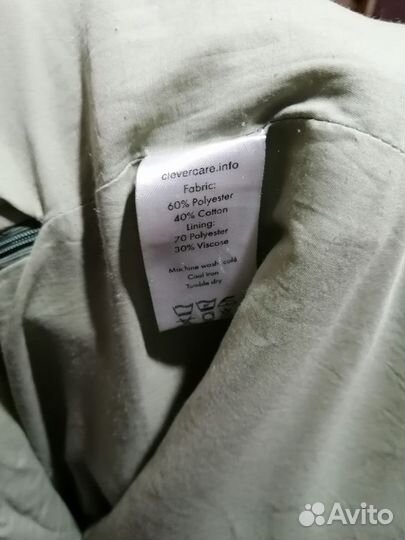 clevercare.info
Fabric:
60% Polyester
40% Cotton
Lining:
70 Polyester
30% Viscose
Machine wash cold
Cool Iron
Tumble dry
Avito